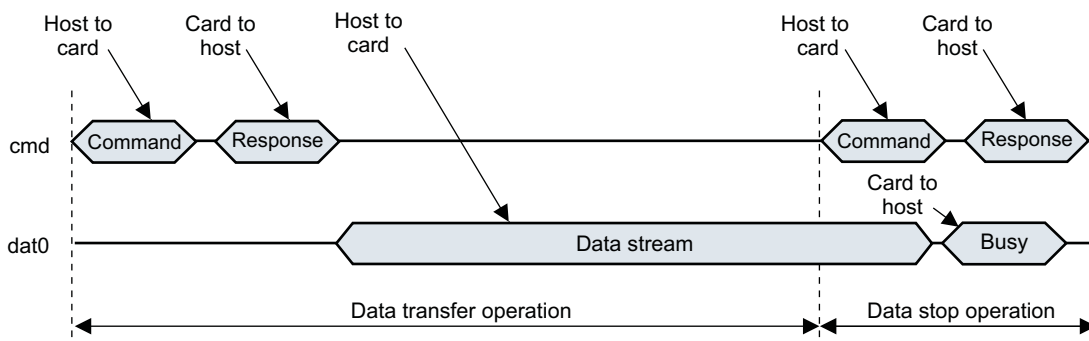 Host to
card
Card to
host
Host to
card
Host to
card
Card to
host
cmd
Command
Response
Command
Response
Card to
host
dat0
Data stream
Busy
Data transfer operation
Data stop operation